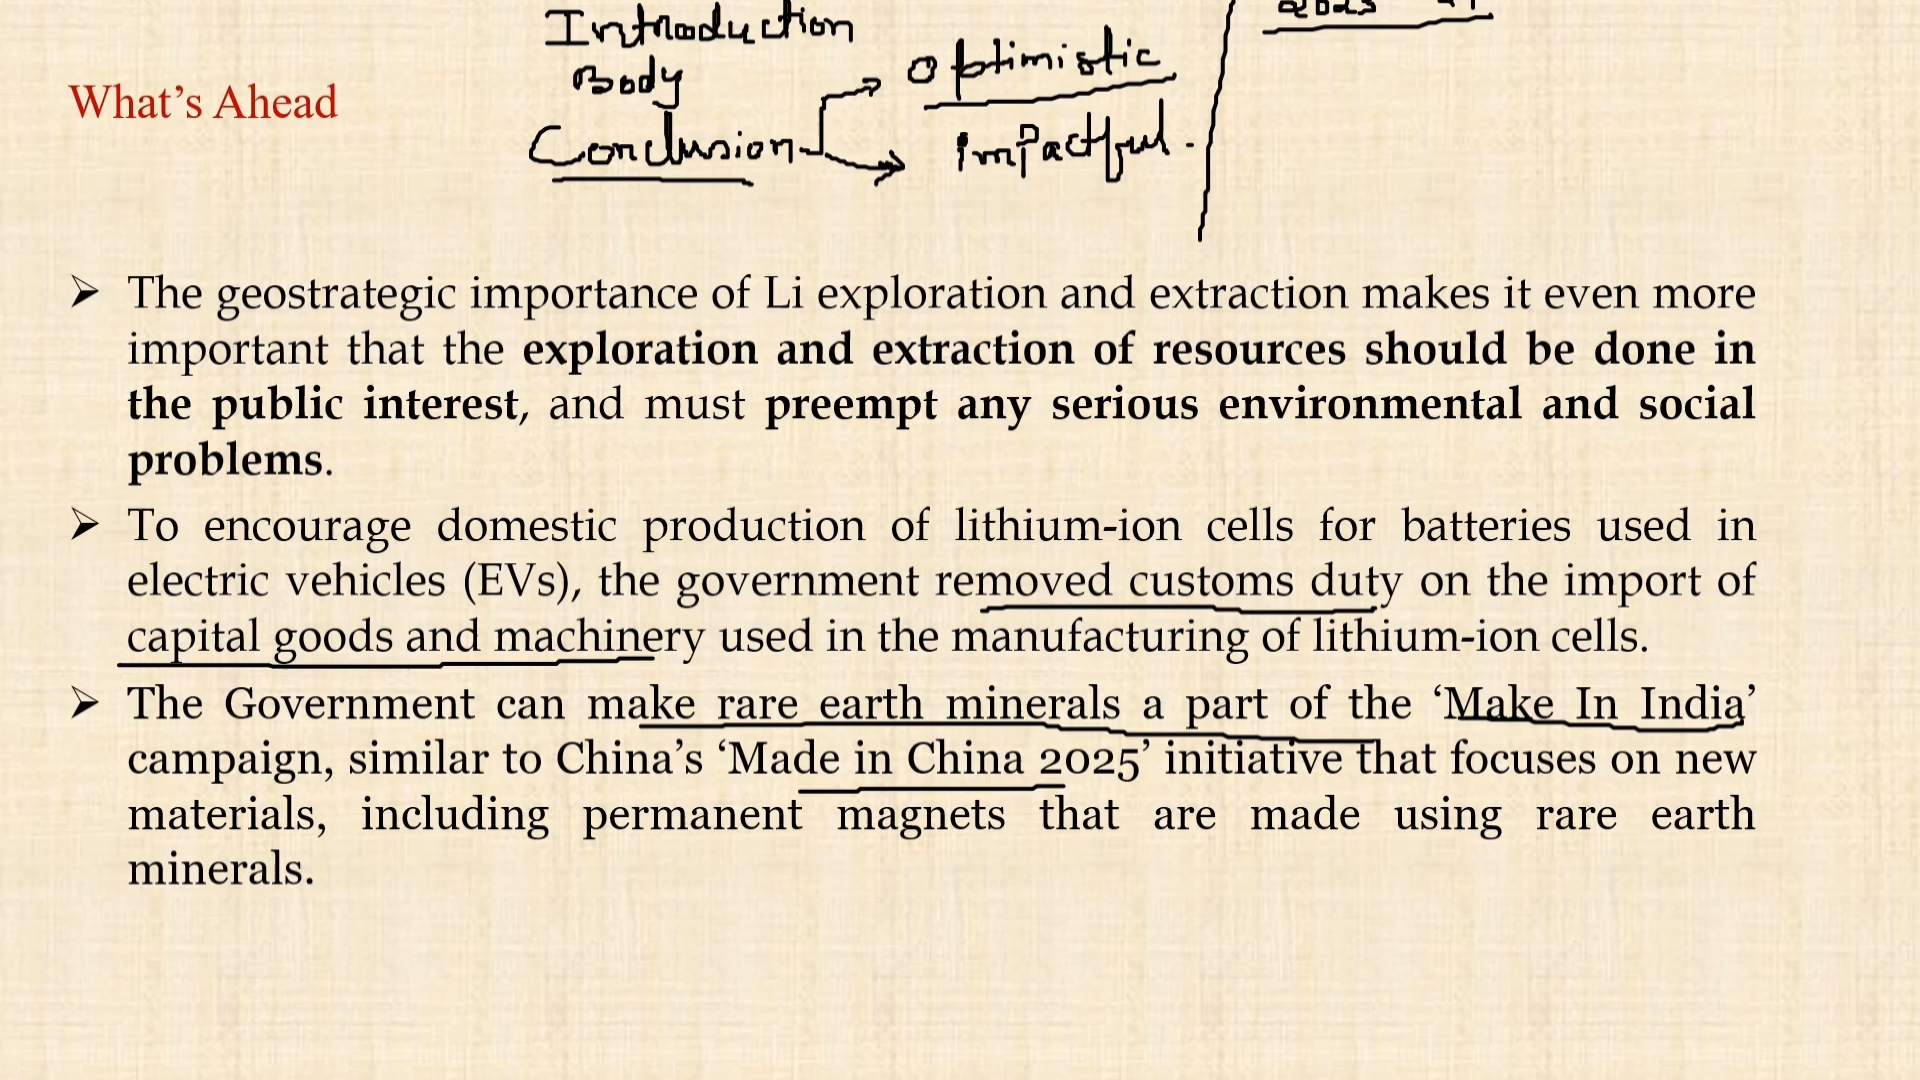 Introduction
Body
Conclusion
Optimistic
impactful.
What’s Ahead
➢ The geostrategic importance of Li exploration and extraction makes it even more
important that the exploration and extraction of resources should be done in
the public interest, and must preempt any serious environmental and social
problems.
➢ To encourage domestic production of lithium-ion cells for batteries used in
electric vehicles (EVs), the government removed customs duty on the import of
capital goods and machinery used in the manufacturing of lithium-ion cells.
➢ The Government can make rare earth minerals a part of the ‘Make In India’
campaign, similar to China’s ‘Made in China 2025’ initiative that focuses on new
materials, including permanent magnets that are made using rare earth
minerals.